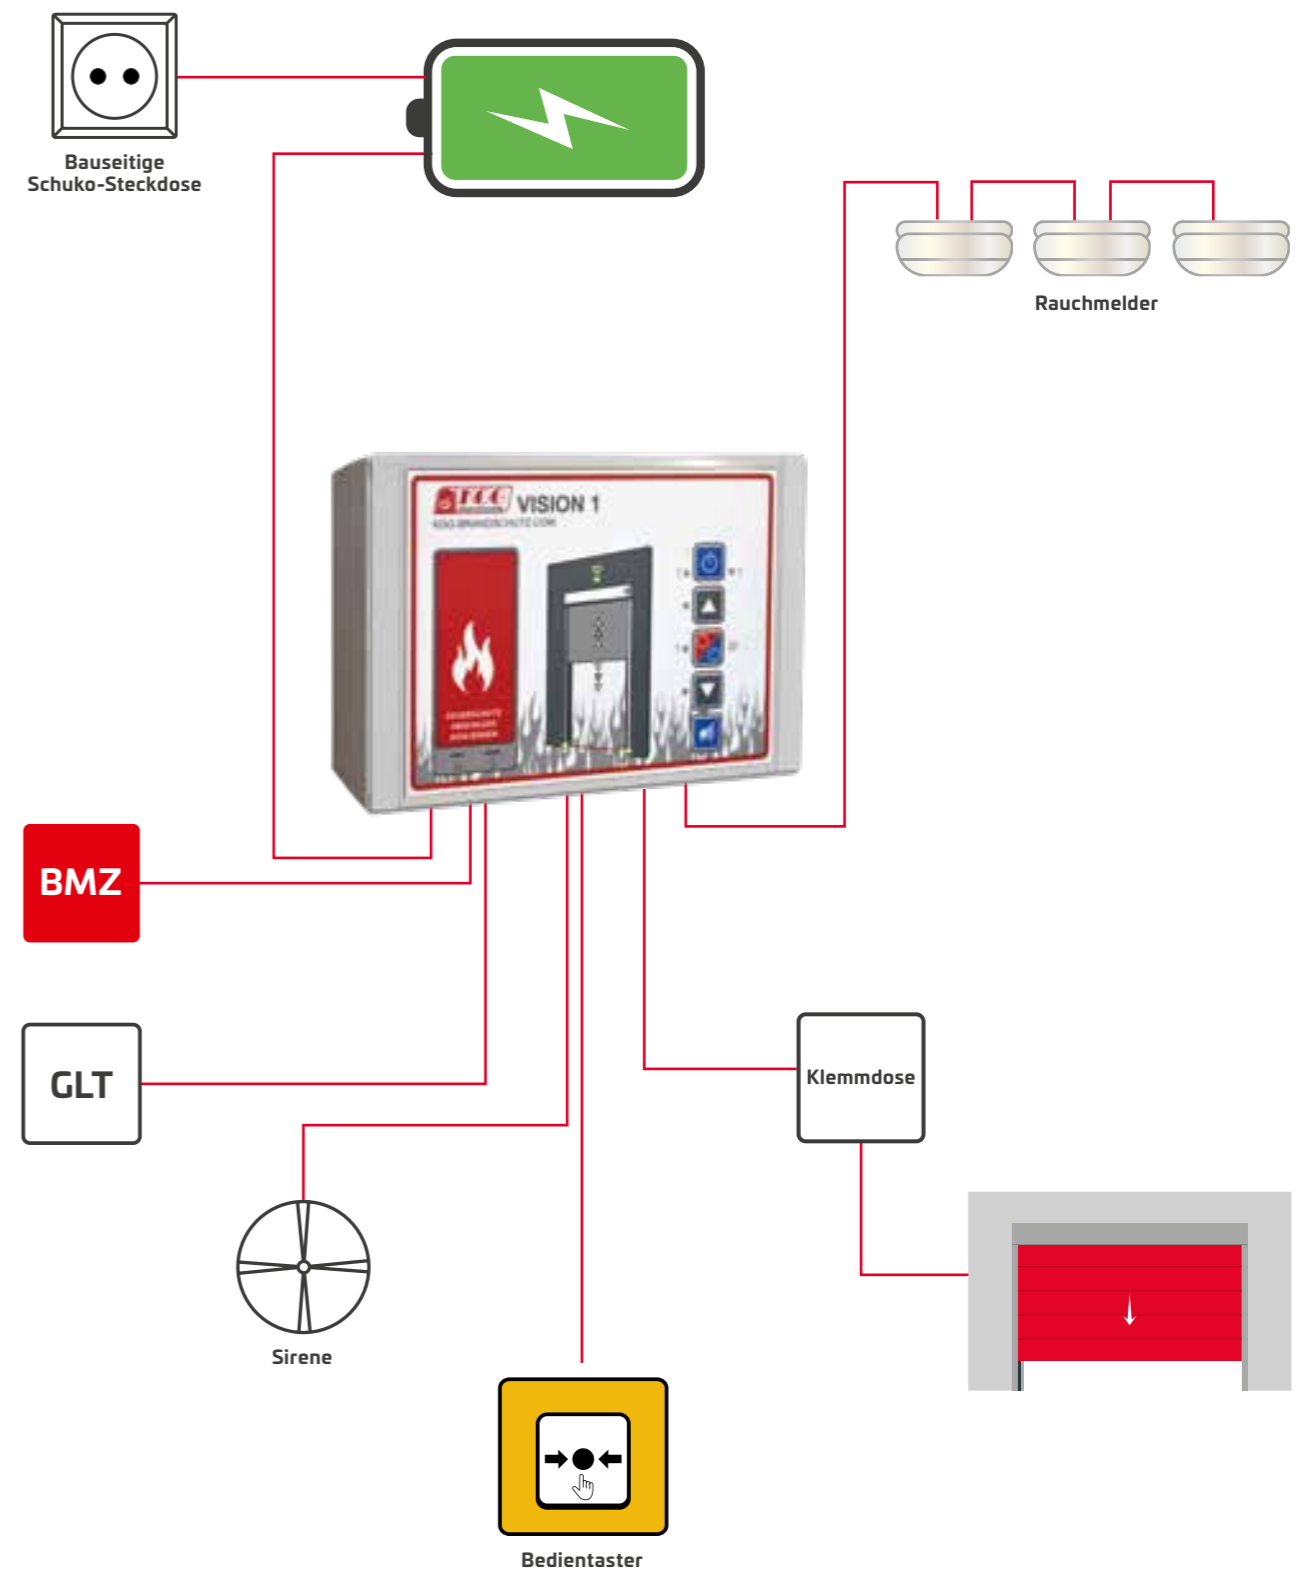 Bauseitige
Schuko-Steckdose
Rauchmelder
VISION 1
BMZ
GLT
Klemmdose
Sirene
Bedientaster